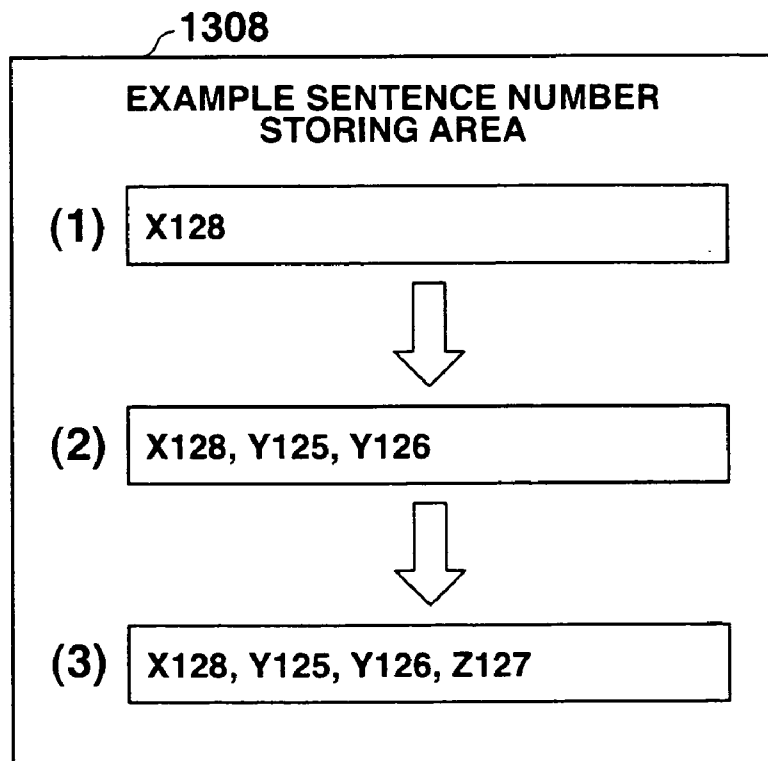 1308
EXAMPLE SENTENCE NUMBER
STORING AREA
(1) X128
(2) X128, Y125, Y126
(3) X128, Y125, Y126, Z127